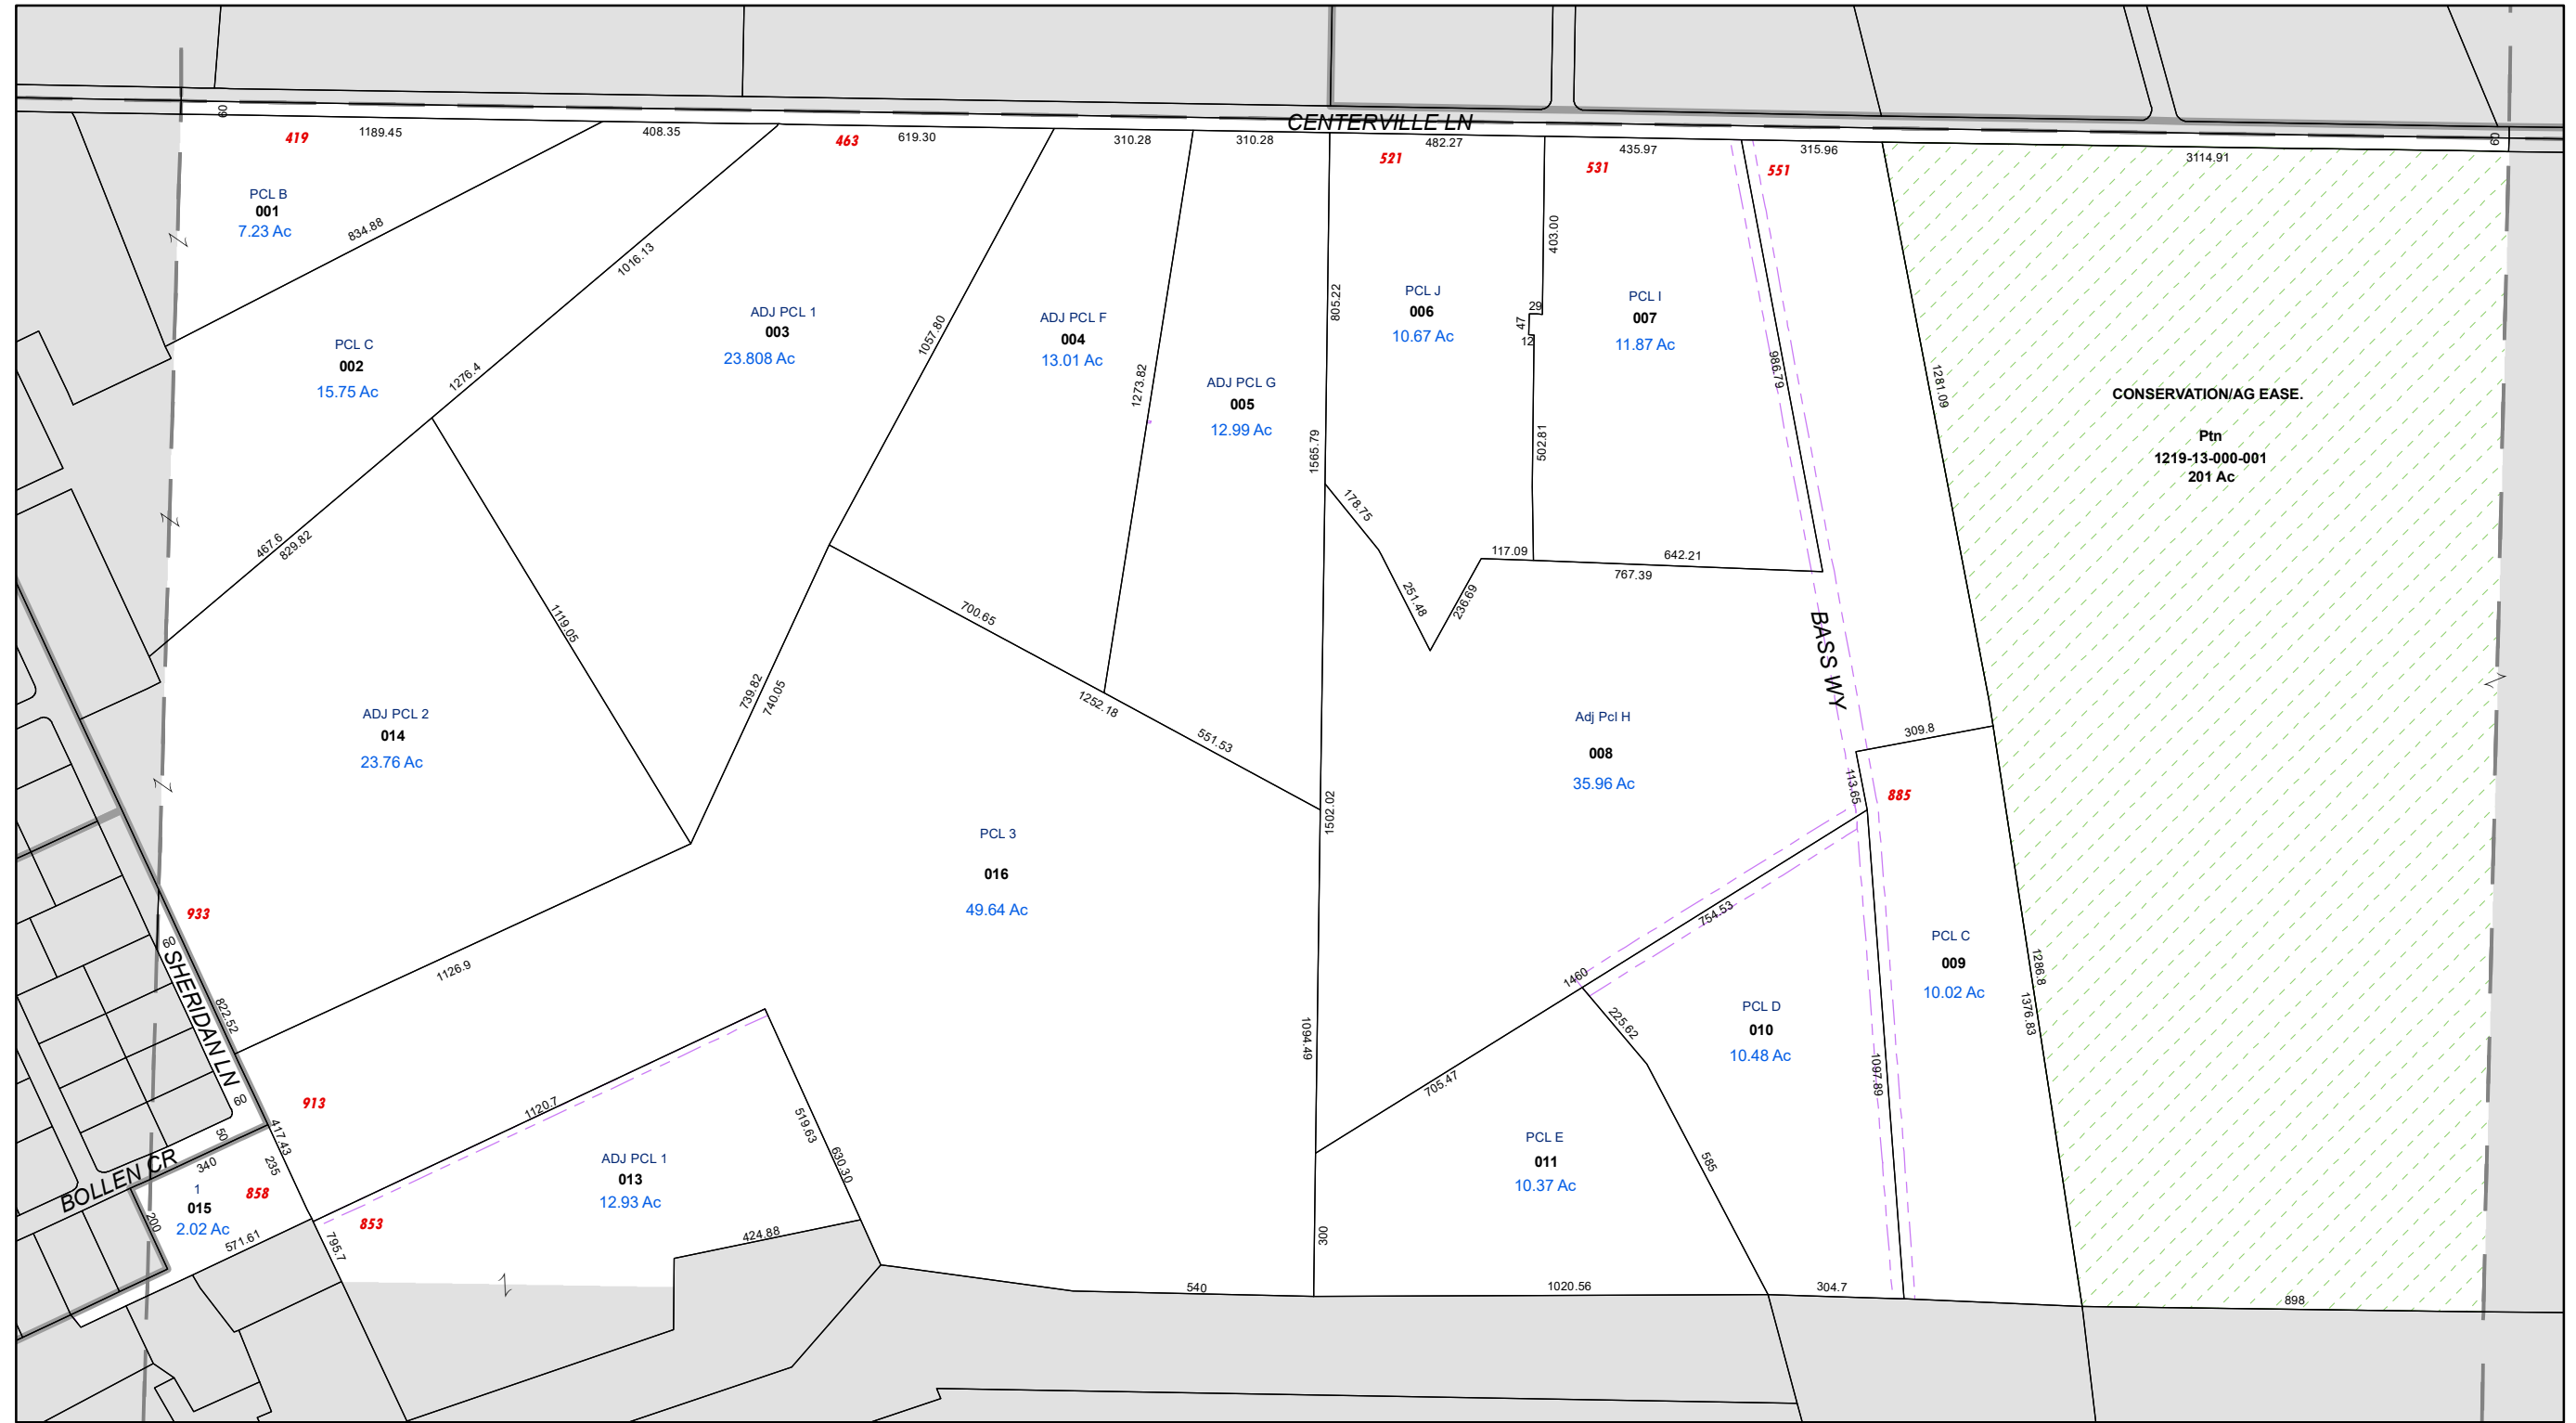 CENTERVILLE LN
60
60
419
1189.45
408.35
463
619.30
310.28
310.28
521
482.27
531
435.97
551
315.96
3114.91
PCL B
001
7.23 Ac
834.88
1016.13
1276.4
PCL C
002
15.75 Ac
467.6
829.82
ADJ PCL 1
003
23.808 Ac
1057.80
ADJ PCL F
004
13.01 Ac
1273.82
ADJ PCL G
005
12.99 Ac
805.22
1565.79
PCL J
006
10.67 Ac
403.00
29
47
12
502.81
PCL I
007
11.87 Ac
986.79
1281.09
CONSERVATION/AG EASE.
Ptn
1219-13-000-001
201 Ac
178.75
251.48
236.69
117.09
642.21
767.39
1119.05
739.82
740.05
700.65
1252.18
551.53
BASS WY
ADJ PCL 2
014
23.76 Ac
Adj Pcl H
008
35.96 Ac
309.8
113.65
885
1502.02
PCL 3
016
49.64 Ac
933
60
SHERIDAN LN
822.52
60
1126.9
754.53
1460
PCL C
009
10.02 Ac
1286.8
1376.83
PCL D
010
10.48 Ac
225.62
1094.49
705.47
1097.89
913
417.43
50
340
235
BOLLEN CR
1120.7
519.63
630.30
ADJ PCL 1
013
12.93 Ac
PCL E
011
10.37 Ac
585
1
015
2.02 Ac
858
200
571.61
853
795.7
424.88
300
540
1020.56
304.7
898